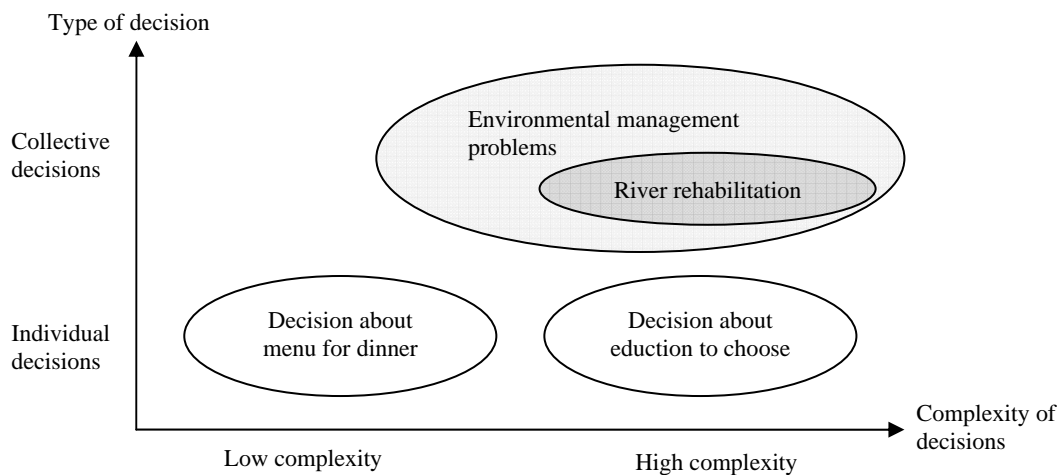 Type of decision
Environmental management
problems
Collective
decisions
River rehabilitation
Individual
decisions
Decision about
menu for dinner
Decision about
eduction to choose
Complexity of
decisions
Low complexity
High complexity